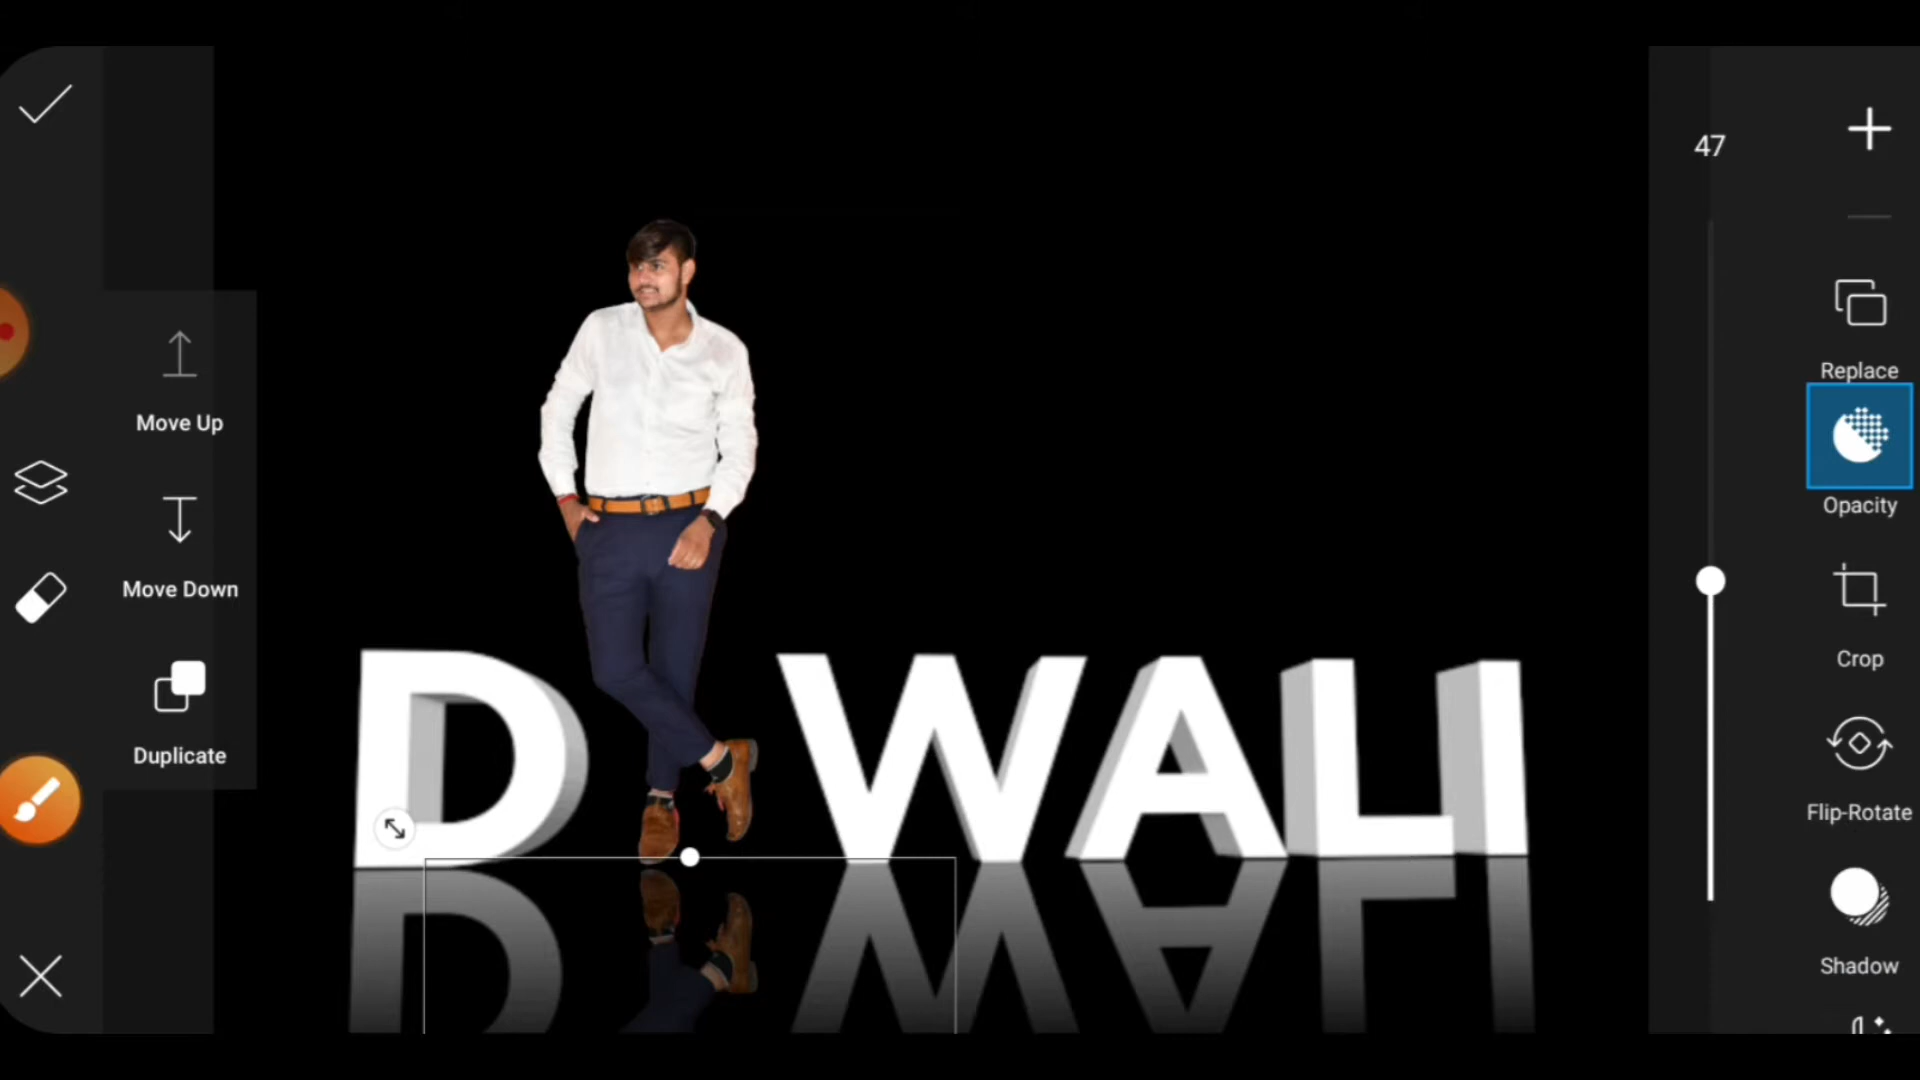 47
Replace
Move Up
Opacity
Move Down
Crop
Duplicate
Flip-Rotate
D WALI
Shadow